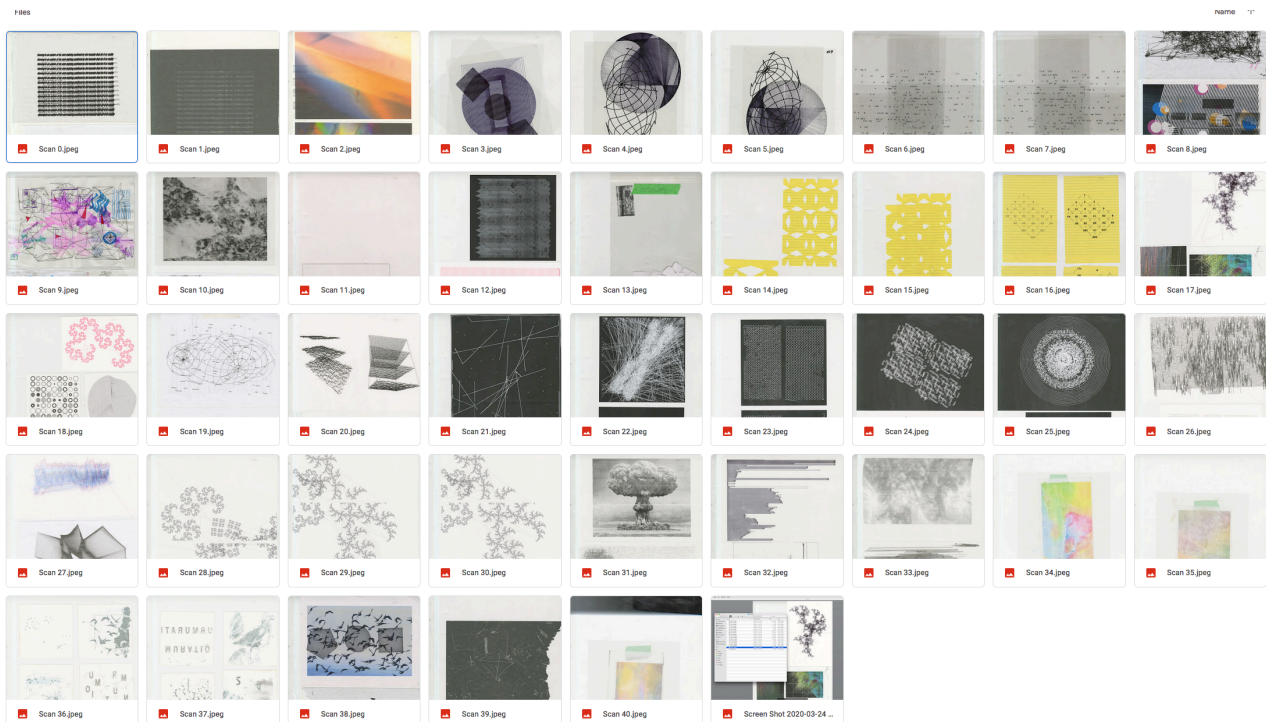 Files Name
Scan 0.jpeg Scan 1.jpeg Scan 2.jpeg Scan 3.jpeg Scan 4.jpeg Scan 5.jpeg Scan 6.jpeg Scan 7.jpeg Scan 8.jpeg
Scan 9.jpeg Scan 10.jpeg Scan 11.jpeg Scan 12.jpeg Scan 13.jpeg Scan 14.jpeg Scan 15.jpeg Scan 16.jpeg Scan 17.jpeg
Scan 18.jpeg Scan 19.jpeg Scan 20.jpeg Scan 21.jpeg Scan 22.jpeg Scan 23.jpeg Scan 24.jpeg Scan 25.jpeg Scan 26.jpeg
Scan 27.jpeg Scan 28.jpeg Scan 29.jpeg Scan 30.jpeg Scan 31.jpeg Scan 32.jpeg Scan 33.jpeg Scan 34.jpeg Scan 35.jpeg
Scan 36.jpeg Scan 37.jpeg Scan 38.jpeg Scan 39.jpeg Scan 40.jpeg Screen Shot 2020-03-24 ...